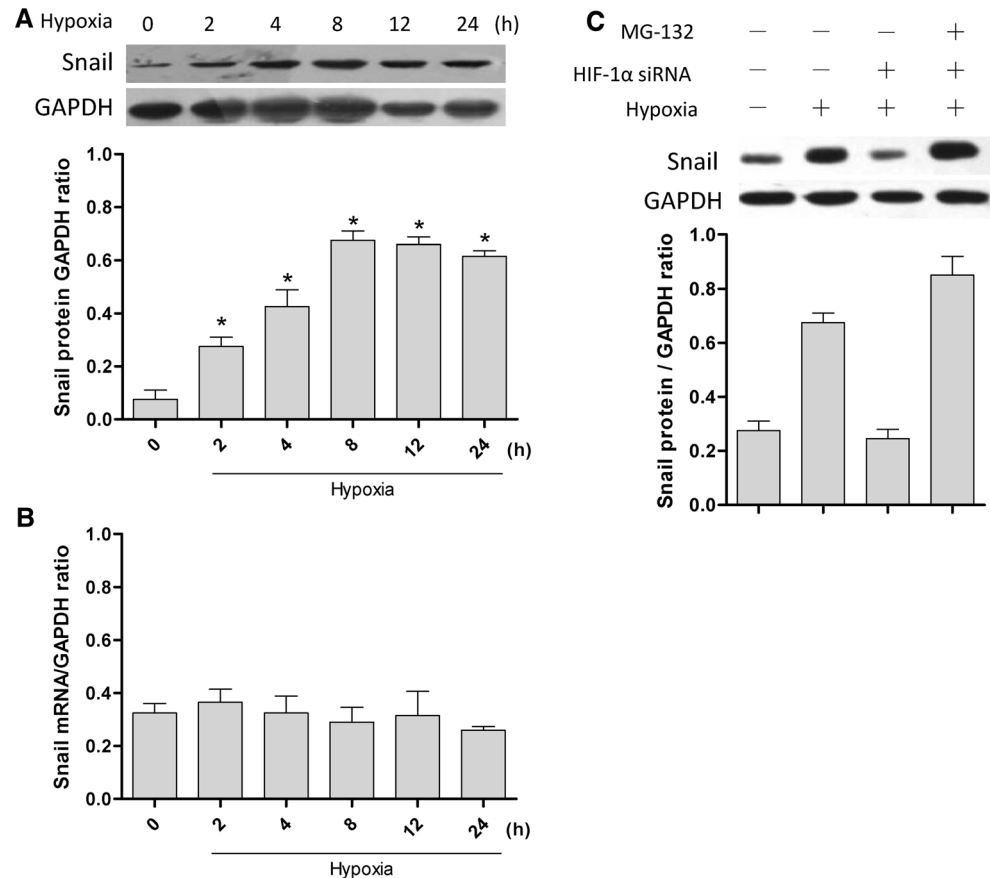 A
Hypoxia 0 2 4 8 12 24 (h)
Snail
GAPDH
Snail protein GAPDH ratio
1.0
0.8
0.6
0.4
0.2
0.0
* * * * *
0 2 4 8 12 24 (h)
Hypoxia
B
Snail mRNA/GAPDH ratio
1.0
0.8
0.6
0.4
0.2
0.0
0 2 4 8 12 24 (h)
Hypoxia
C
MG-132 — — — +
HIF-1α siRNA — — + +
Hypoxia — + + +
Snail
GAPDH
Snail protein / GAPDH ratio
1.0
0.8
0.6
0.4
0.2
0.0